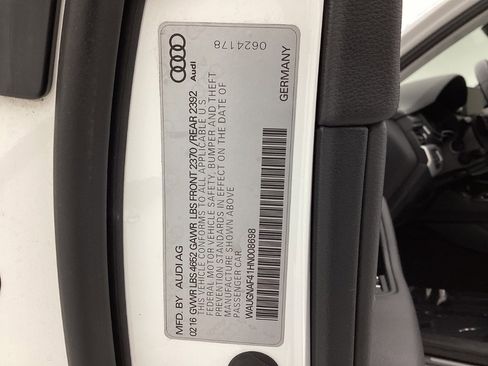 0624178
Audi
GERMANY
MFD. BY AUDI AG
02 16 GVWR LBS 4662 GAWR LBS FRONT 2370 / REAR 2392
THIS VEHICLE CONFORMS TO ALL APPLICABLE U.S.
FEDERAL MOTOR VEHICLE SAFETY, BUMPER AND THEFT
PREVENTION STANDARDS IN EFFECT ON THE DATE OF
MANUFACTURE SHOWN ABOVE.
PASSENGER CAR
WAUGNAF41HN008698